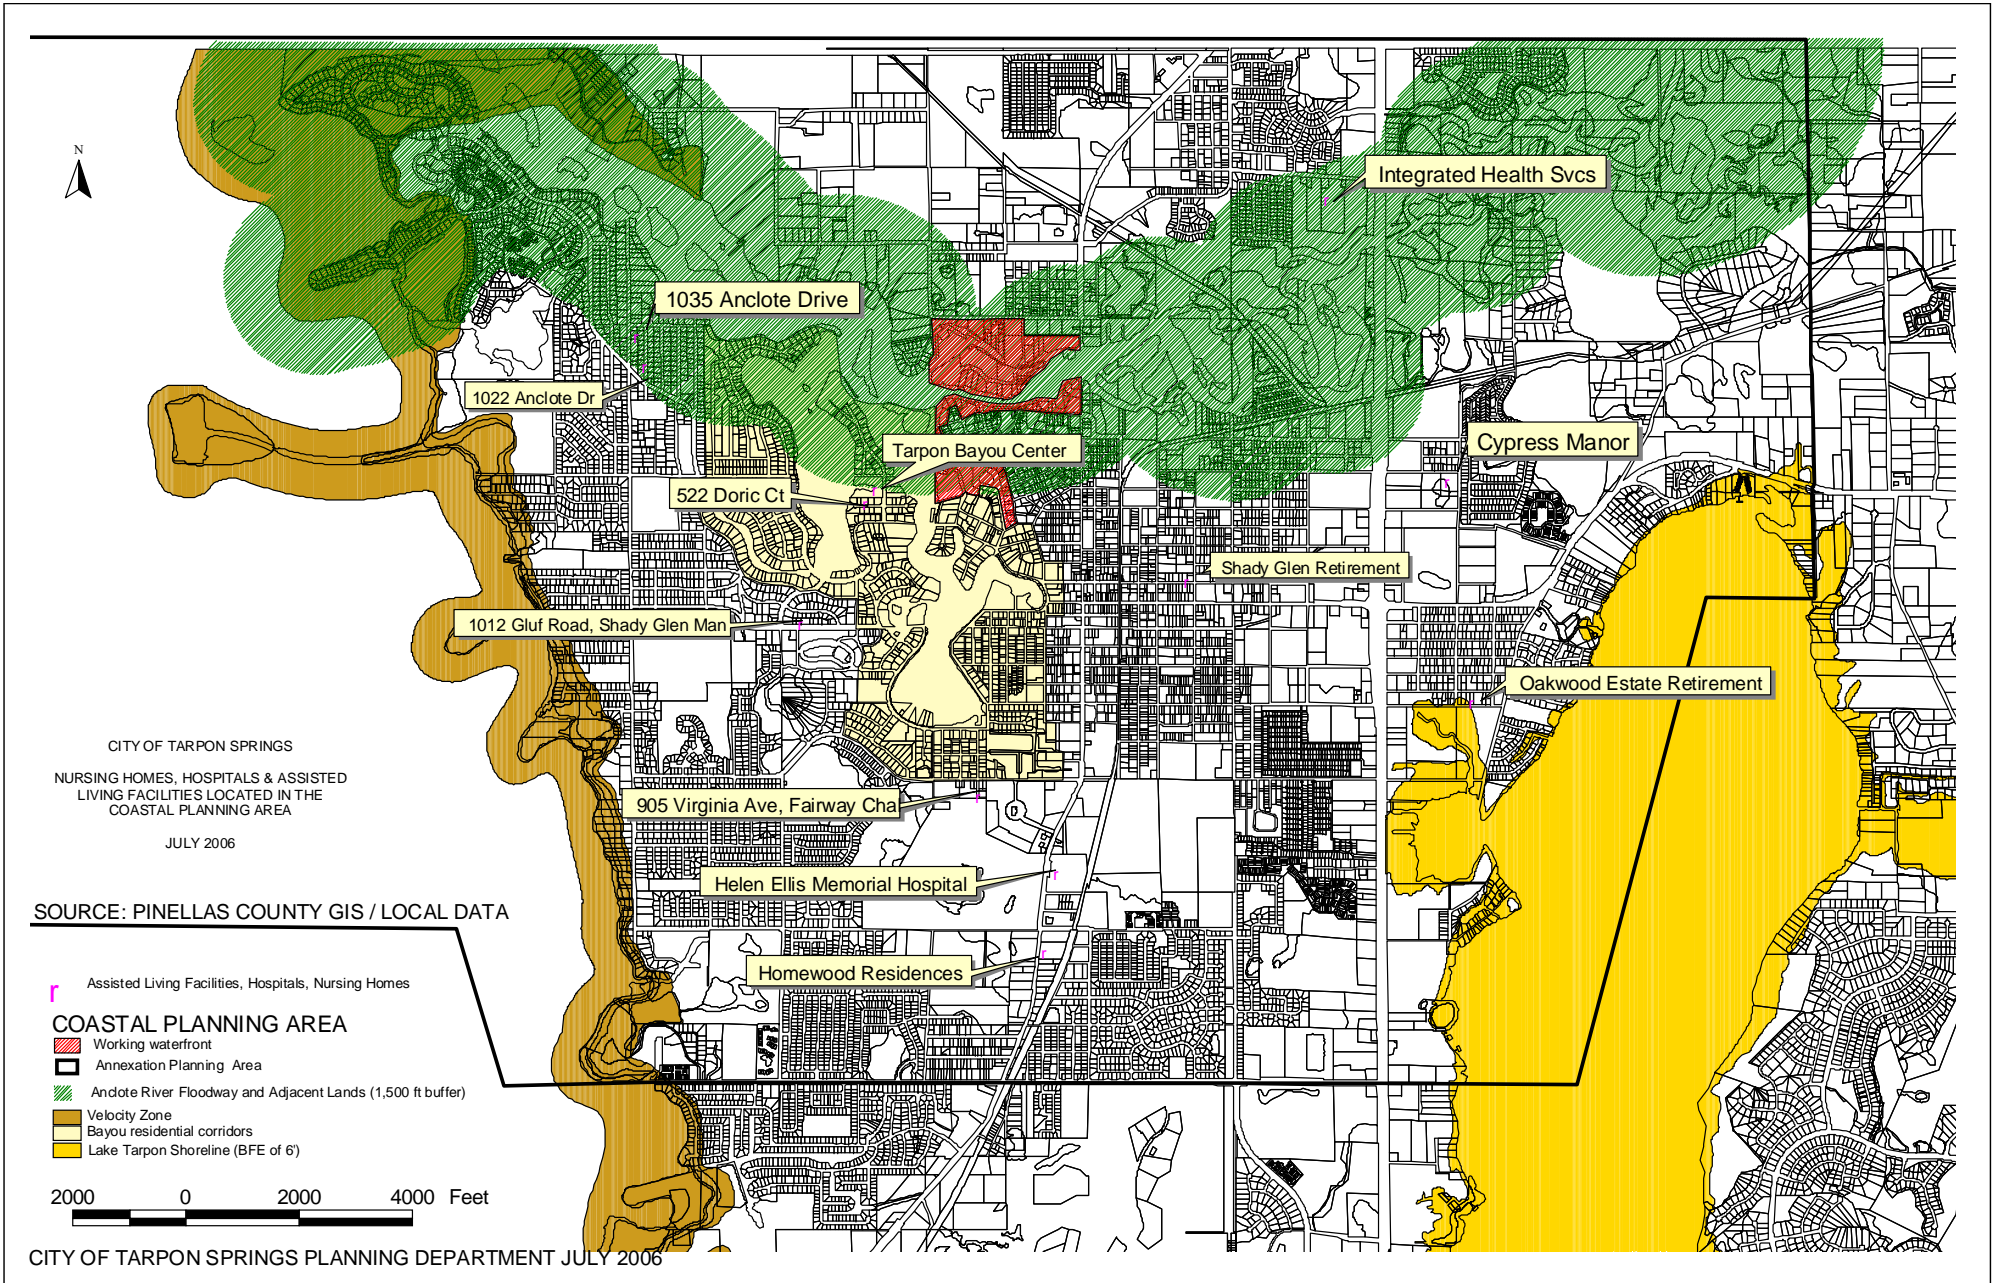 N
Integrated Health Svcs
1035 Anclote Drive
1022 Anclote Dr
Tarpon Bayou Center
Cypress Manor
522 Doric Ct
Shady Glen Retirement
1012 Gluf Road, Shady Glen Man
Oakwood Estate Retirement
905 Virginia Ave, Fairway Cha
Helen Ellis Memorial Hospital
Homewood Residences
CITY OF TARPON SPRINGS
NURSING HOMES, HOSPITALS & ASSISTED
LIVING FACILITIES LOCATED IN THE
COASTAL PLANNING AREA
JULY 2006
SOURCE: PINELLAS COUNTY GIS / LOCAL DATA
r Assisted Living Facilities, Hospitals, Nursing Homes
COASTAL PLANNING AREA
Working waterfront
Annexation Planning Area
Anclote River Floodway and Adjacent Lands (1,500 ft buffer)
Velocity Zone
Bayou residential corridors
Lake Tarpon Shoreline (BFE of 6')
2000 0 2000 4000 Feet
CITY OF TARPON SPRINGS PLANNING DEPARTMENT JULY 2006